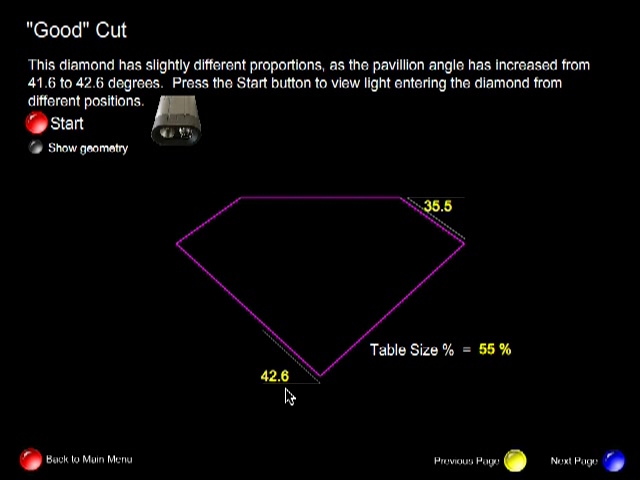 "Good" Cut
This diamond has slightly different proportions, as the pavillion angle has increased from
41.6 to 42.6 degrees. Press the Start button to view light entering the diamond from
different positions.
Start
Show geometry
35.5
Table Size % = 55 %
42.6
Back to Main Menu
Previous Page
Next Page